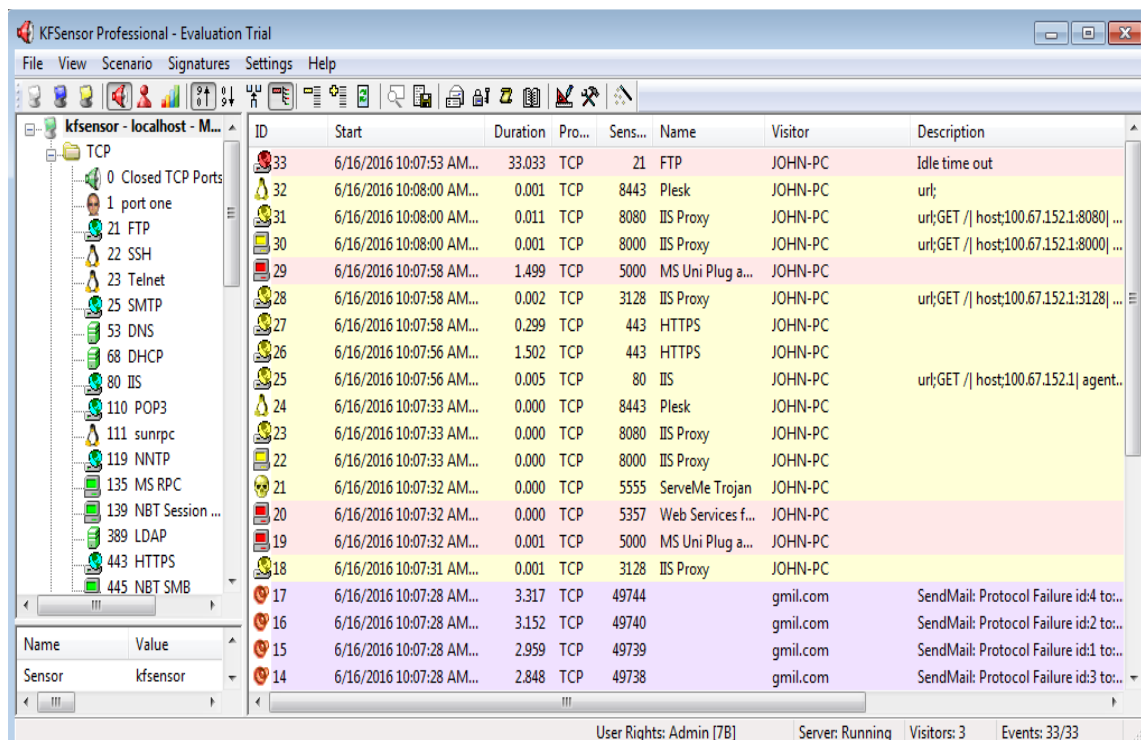 KFSensor Professional - Evaluation Trial
File View Scenario Signatures Settings Help
kfsensor - localhost - M...
TCP
0 Closed TCP Ports
1 port one
21 FTP
22 SSH
23 Telnet
25 SMTP
53 DNS
68 DHCP
80 IIS
110 POP3
111 sunrpc
119 NNTP
135 MS RPC
139 NBT Session ...
389 LDAP
443 HTTPS
445 NBT SMB
Name Value
Sensor kfsensor
ID Start Duration Pro... Sens... Name Visitor Description
33 6/16/2016 10:07:53 AM... 33.033 TCP 21 FTP JOHN-PC Idle time out
32 6/16/2016 10:08:00 AM... 0.001 TCP 8443 Plesk JOHN-PC url;
31 6/16/2016 10:08:00 AM... 0.011 TCP 8080 IIS Proxy JOHN-PC url;GET /| host;100.67.152.1:8080| ...
30 6/16/2016 10:08:00 AM... 0.001 TCP 8000 IIS Proxy JOHN-PC url;GET /| host;100.67.152.1:8000| ...
29 6/16/2016 10:07:58 AM... 1.499 TCP 5000 MS Uni Plug a... JOHN-PC
28 6/16/2016 10:07:58 AM... 0.002 TCP 3128 IIS Proxy JOHN-PC url;GET /| host;100.67.152.1:3128| ...
27 6/16/2016 10:07:58 AM... 0.299 TCP 443 HTTPS JOHN-PC
26 6/16/2016 10:07:56 AM... 1.502 TCP 443 HTTPS JOHN-PC
25 6/16/2016 10:07:56 AM... 0.005 TCP 80 IIS JOHN-PC url;GET /| host;100.67.152.1| agent...
24 6/16/2016 10:07:33 AM... 0.000 TCP 8443 Plesk JOHN-PC
23 6/16/2016 10:07:33 AM... 0.000 TCP 8080 IIS Proxy JOHN-PC
22 6/16/2016 10:07:33 AM... 0.000 TCP 8000 IIS Proxy JOHN-PC
21 6/16/2016 10:07:32 AM... 0.000 TCP 5555 ServeMe Trojan JOHN-PC
20 6/16/2016 10:07:32 AM... 0.000 TCP 5357 Web Services f... JOHN-PC
19 6/16/2016 10:07:32 AM... 0.001 TCP 5000 MS Uni Plug a... JOHN-PC
18 6/16/2016 10:07:31 AM... 0.001 TCP 3128 IIS Proxy JOHN-PC
17 6/16/2016 10:07:28 AM... 3.317 TCP 49744 gmil.com SendMail: Protocol Failure id:4 to:...
16 6/16/2016 10:07:28 AM... 3.152 TCP 49740 gmil.com SendMail: Protocol Failure id:2 to:...
15 6/16/2016 10:07:28 AM... 2.959 TCP 49739 gmil.com SendMail: Protocol Failure id:1 to:...
14 6/16/2016 10:07:28 AM... 2.848 TCP 49738 gmil.com SendMail: Protocol Failure id:3 to:...
User Rights: Admin [7B] Server: Running Visitors: 3 Events: 33/33